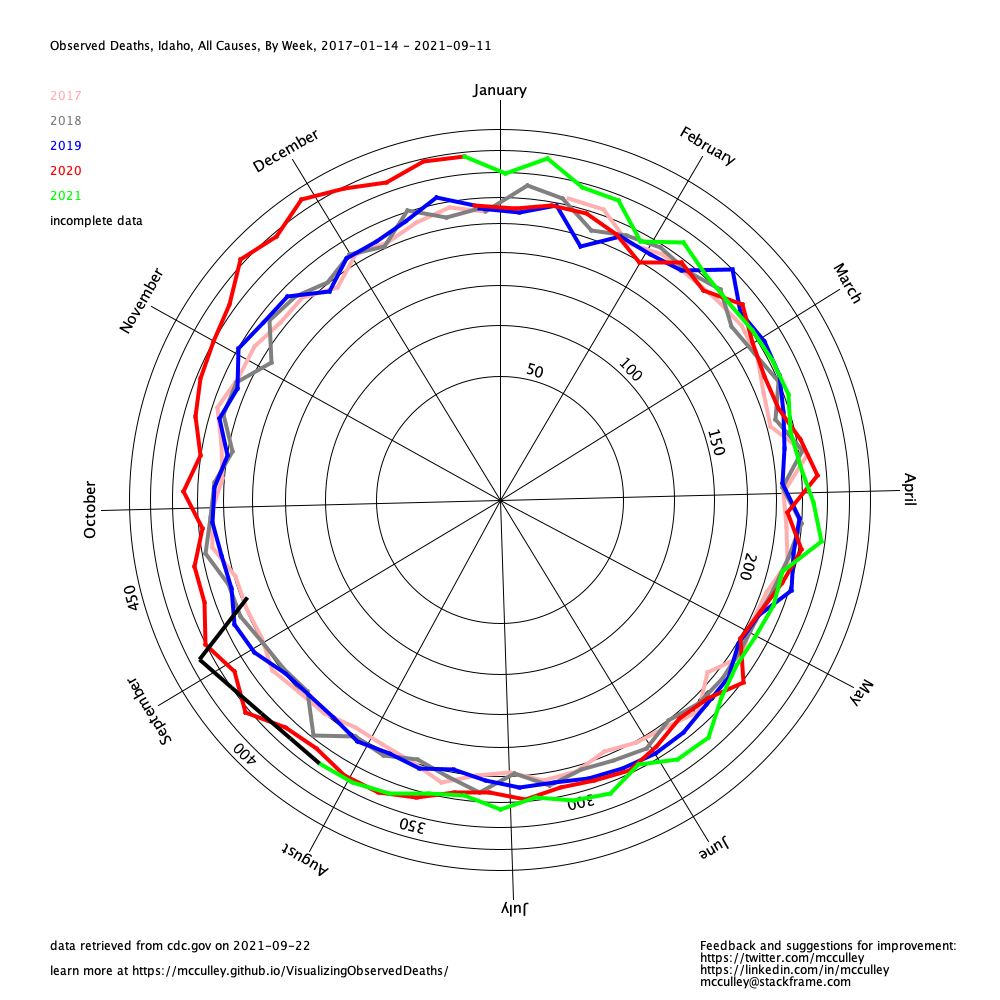 Observed Deaths, Idaho, All Causes, By Week, 2017-01-14 - 2021-09-11
January
2017
2018
2019
2020
2021
incomplete data
December
February
November
March
50
100
150
October
April
200
450
September
May
400
300
350
August
June
July
data retrieved from cdc.gov on 2021-09-22
learn more at https://mcculley.github.io/VisualizingObservedDeaths/
Feedback and suggestions for improvement:
https://twitter.com/mcculley
https://linkedin.com/in/mcculley
mcculley@stackframe.com